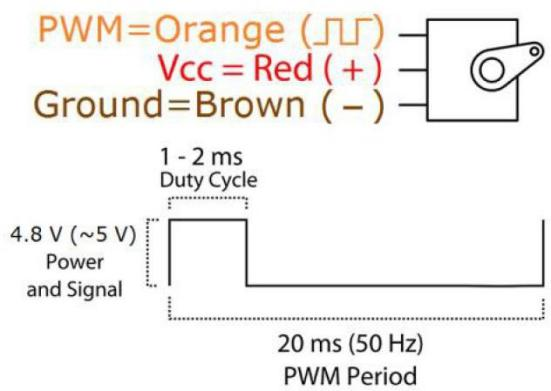 PWM=Orange (⎍⎍)
Vcc = Red ( + )
Ground=Brown ( − )
1 - 2 ms
Duty Cycle
4.8 V (~5 V)
Power
and Signal
20 ms (50 Hz)
PWM Period